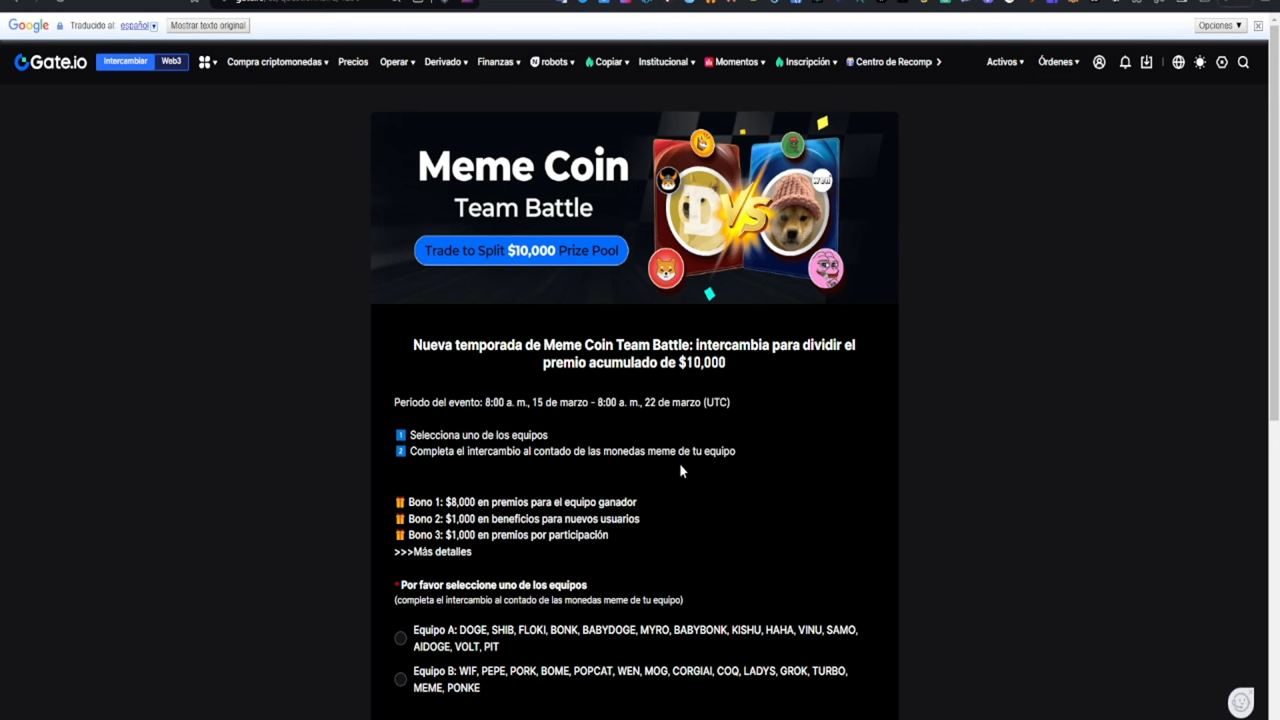 Google Traducido al español Mostrar texto original Opciones ▼
Gate.io Intercambiar Web3 Compra criptomonedas Precios Operar Derivado Finanzas robots Copiar Institucional Momentos Inscripción Centro de Recomp Activos Órdenes
Meme Coin
Team Battle
Trade to Split $10,000 Prize Pool
VS
wen
Nueva temporada de Meme Coin Team Battle: intercambia para dividir el
premio acumulado de $10,000
Periodo del evento: 8:00 a. m., 15 de marzo - 8:00 a. m., 22 de marzo (UTC)
1 Selecciona uno de los equipos
2 Completa el intercambio al contado de las monedas meme de tu equipo
Bono 1: $8,000 en premios para el equipo ganador
Bono 2: $1,000 en beneficios para nuevos usuarios
Bono 3: $1,000 en premios por participación
>>>Más detalles
* Por favor seleccione uno de los equipos
(completa el intercambio al contado de las monedas meme de tu equipo)
Equipo A: DOGE, SHIB, FLOKI, BONK, BABYDOGE, MYRO, BABYBONK, KISHU, HAHA, VINU, SAMO,
AIDOGE, VOLT, PIT
Equipo B: WIF, PEPE, PORK, BOME, POPCAT, WEN, MOG, CORGIAI, COQ, LADYS, GROK, TURBO,
MEME, PONKE